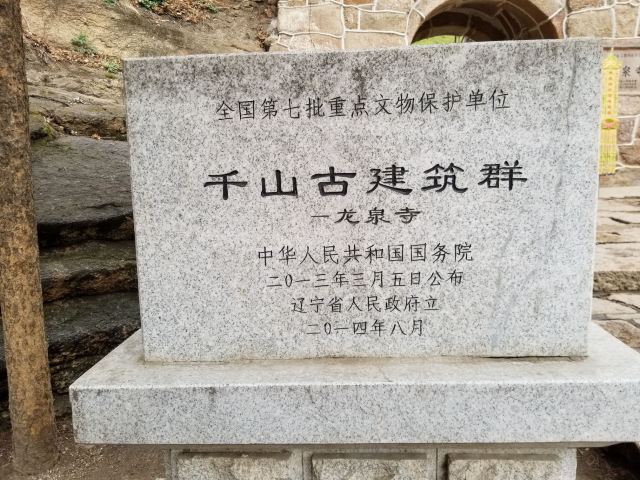 全国第七批重点文物保护单位
千山古建筑群
—龙泉寺
中华人民共和国国务院
二〇一三年三月五日公布
辽宁省人民政府立
二〇一四年八月